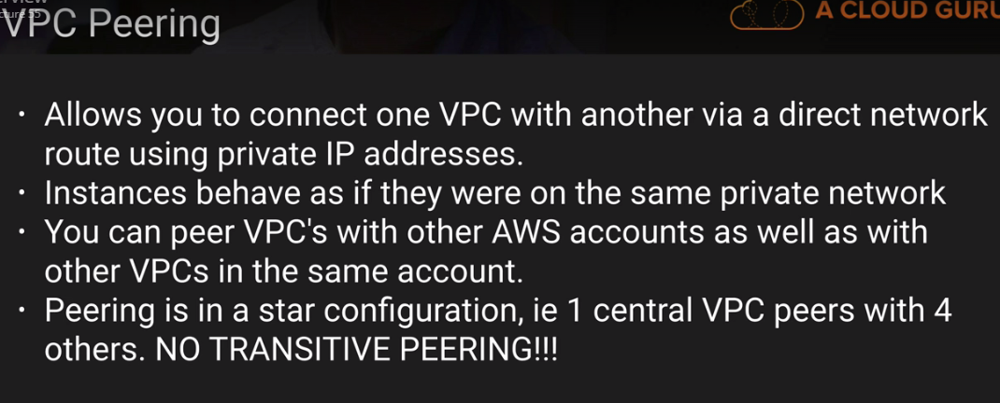 VPC Peering
A CLOUD GURU
• Allows you to connect one VPC with another via a direct network
route using private IP addresses.
• Instances behave as if they were on the same private network
• You can peer VPC's with other AWS accounts as well as with
other VPCs in the same account.
• Peering is in a star configuration, ie 1 central VPC peers with 4
others. NO TRANSITIVE PEERING!!!